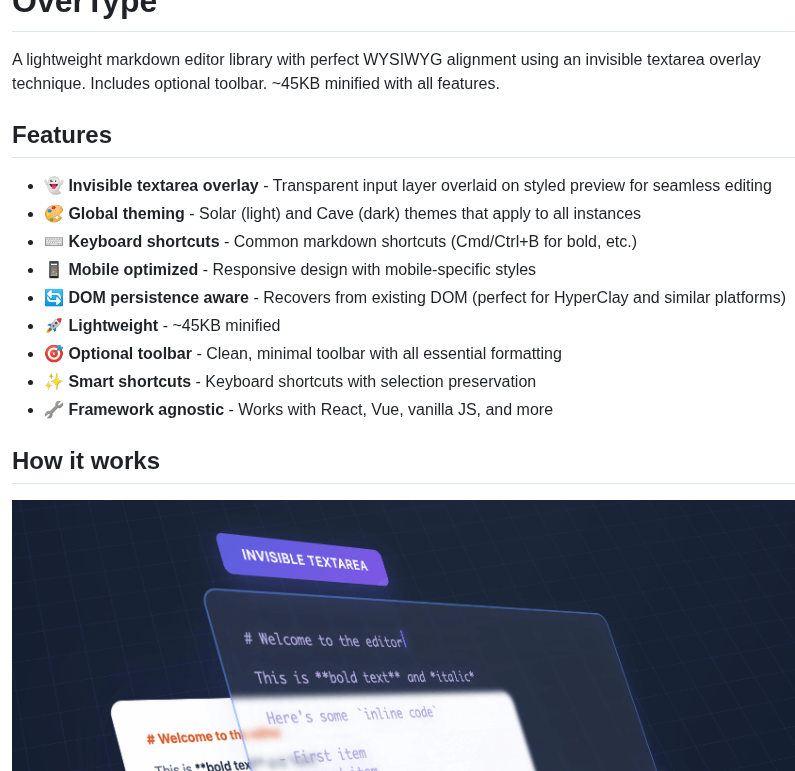 OverType
A lightweight markdown editor library with perfect WYSIWYG alignment using an invisible textarea overlay
technique. Includes optional toolbar. ~45KB minified with all features.
Features
👻 Invisible textarea overlay - Transparent input layer overlaid on styled preview for seamless editing
🎨 Global theming - Solar (light) and Cave (dark) themes that apply to all instances
⌨️ Keyboard shortcuts - Common markdown shortcuts (Cmd/Ctrl+B for bold, etc.)
📱 Mobile optimized - Responsive design with mobile-specific styles
🔄 DOM persistence aware - Recovers from existing DOM (perfect for HyperClay and similar platforms)
🚀 Lightweight - ~45KB minified
🎯 Optional toolbar - Clean, minimal toolbar with all essential formatting
✨ Smart shortcuts - Keyboard shortcuts with selection preservation
🔧 Framework agnostic - Works with React, Vue, vanilla JS, and more
How it works
INVISIBLE TEXTAREA
# Welcome to the editor
This is **bold text** and *italic*
Here's some `inline code`
First item
item
# Welcome to the
This is **bold tex